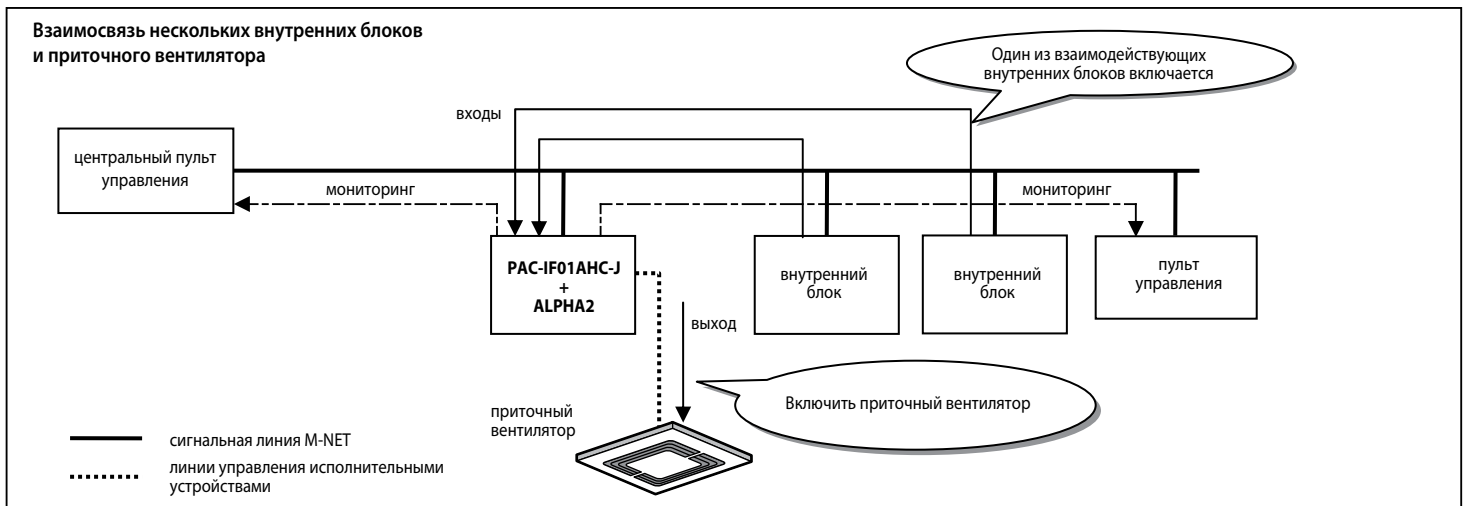 Взаимосвязь нескольких внутренних блоков
и приточного вентилятора
Один из взаимодействующих
внутренних блоков включается
входы
центральный пульт
управления
мониторинг
мониторинг
PAC-IF01AHC-J
+
ALPHA2
внутренний
блок
внутренний
блок
пульт
управления
выход
Включить приточный вентилятор
приточный
вентилятор
сигнальная линия M-NET
линии управления исполнительными
устройствами